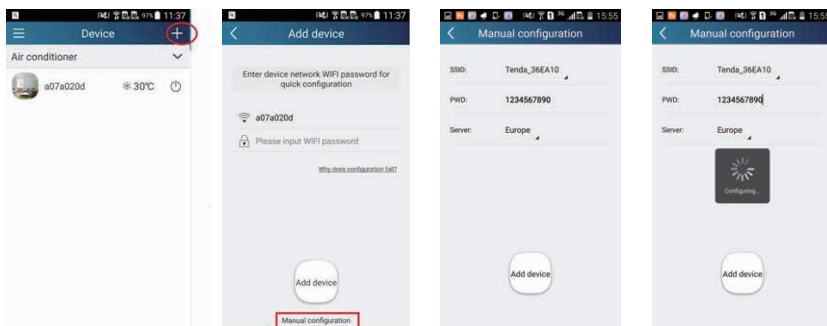 97% 11:37
Device
Air conditioner
a07a020d 30°C
97% 11:37
Add device
Enter device network WIFI password for
quick configuration
a07a020d
Please input WIFI password
Why does configuration fail?
Add device
Manual configuration
15:55
Manual configuration
SSID: Tenda_36EA10
PWD: 1234567890
Server: Europe
Add device
15:55
Manual configuration
SSID: Tenda_36EA10
PWD: 1234567890
Server: Europe
Configuring...
Add device